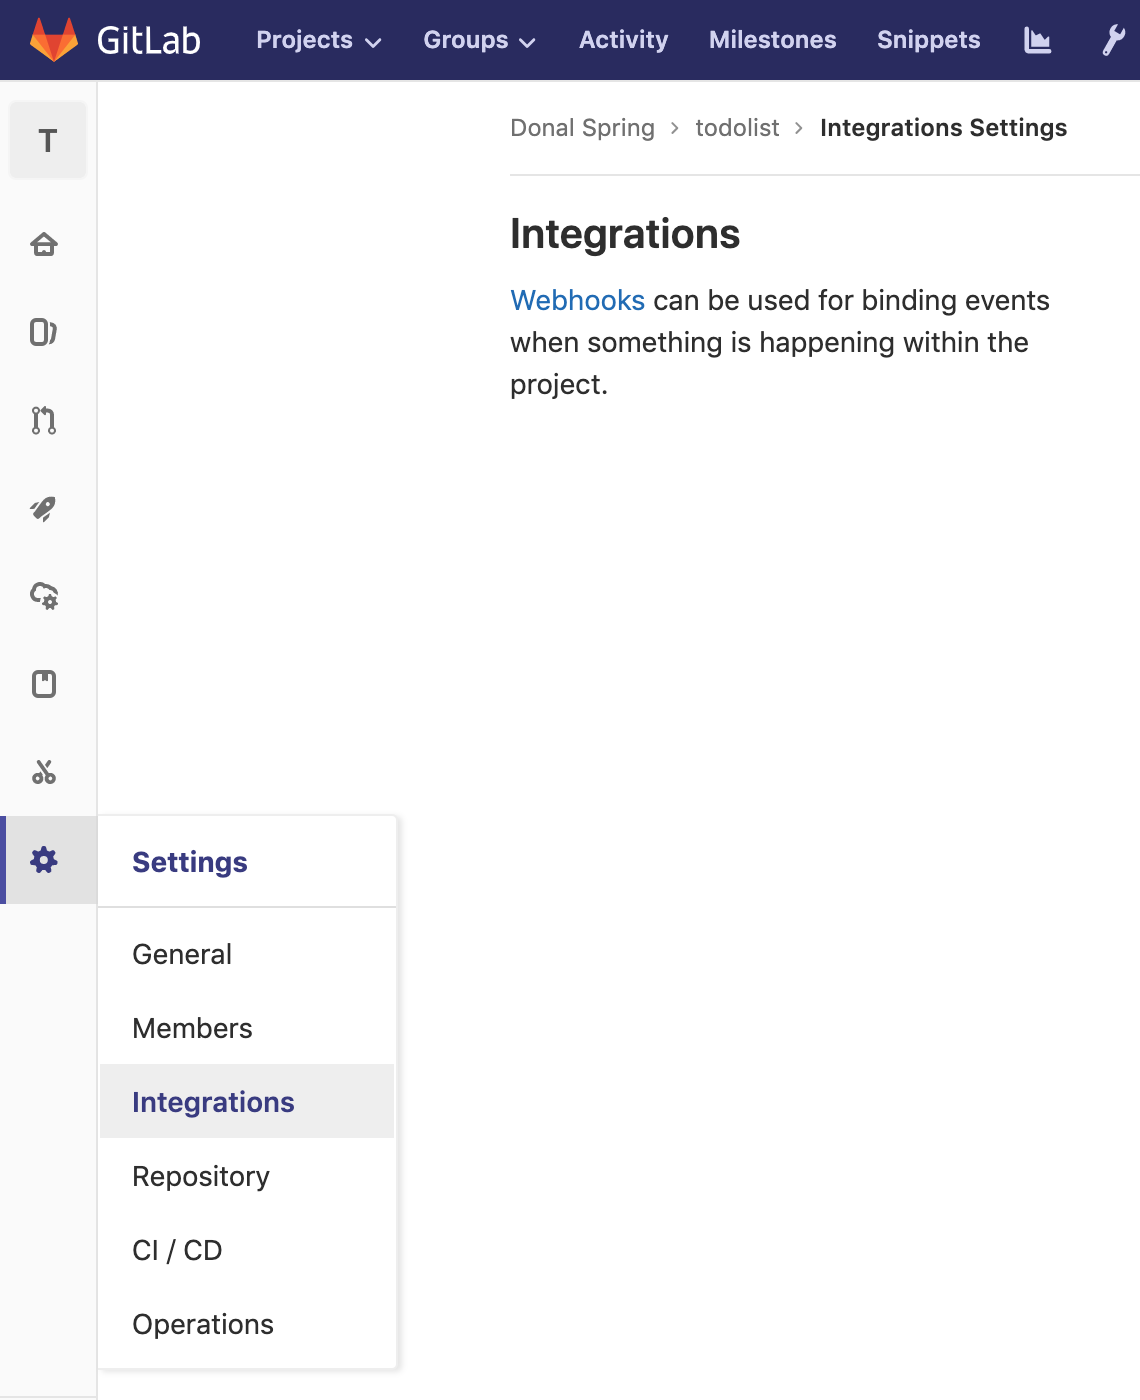 GitLab Projects Groups Activity Milestones Snippets
T
Donal Spring > todolist > Integrations Settings
Integrations
Webhooks can be used for binding events
when something is happening within the
project.
Settings
General
Members
Integrations
Repository
CI / CD
Operations